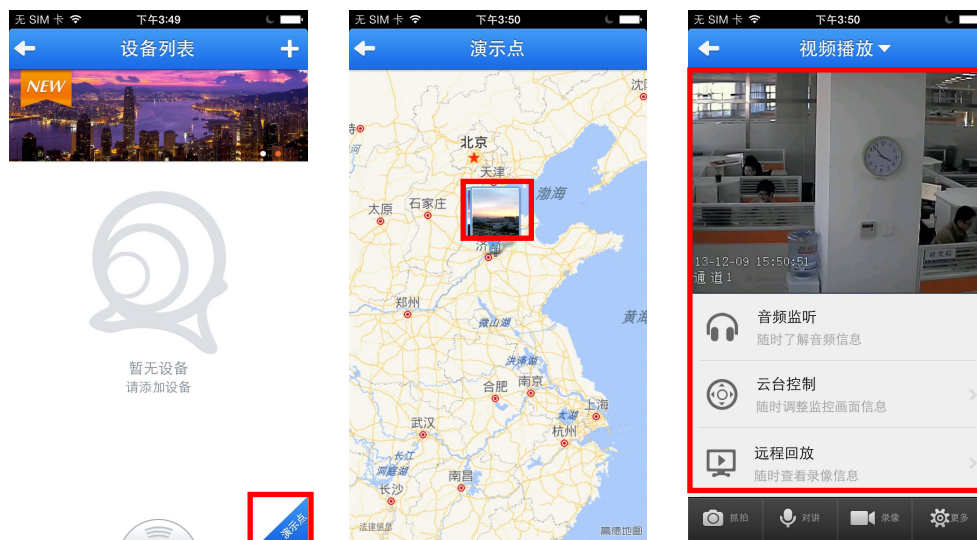 无 SIM 卡
下午3:49
设备列表
NEW
暂无设备
请添加设备
演示点
无 SIM 卡
下午3:50
演示点
沈
北京
天津
渤海
石家庄
太原
济南
郑州
微山湖
黄海
洪泽湖
合肥
南京
上海
太湖
武汉
杭州
长江
洞庭湖
南昌
长沙
法律信息
高德地图
无 SIM 卡
下午3:50
视频播放
13-12-09 15:50:51
通道1
研发院
音频监听
随时了解音频信息
云台控制
随时调整监控画面信息
远程回放
随时查看录像信息
抓拍
对讲
录像
更多